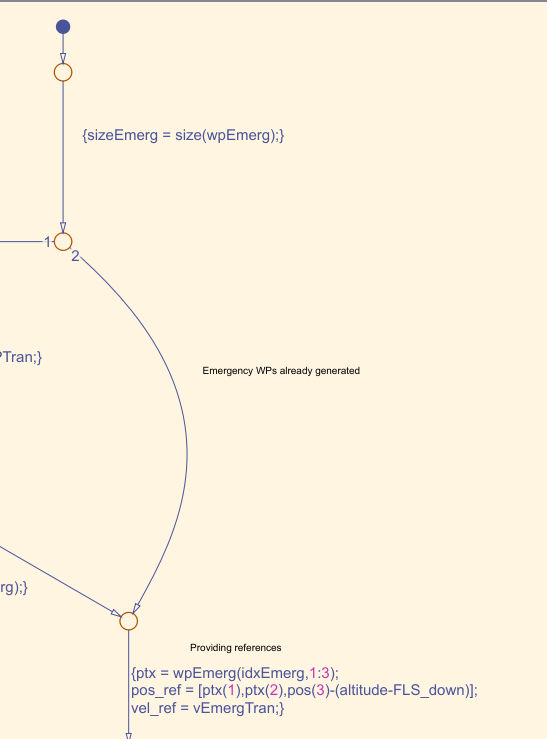 {sizeEmerg = size(wpEmerg);}
1
2
PTran;}
Emergency WPs already generated
rg);}
Providing references
{ptx = wpEmerg(idxEmerg,1:3);
pos_ref = [ptx(1),ptx(2),pos(3)-(altitude-FLS_down)];
vel_ref = vEmergTran;}